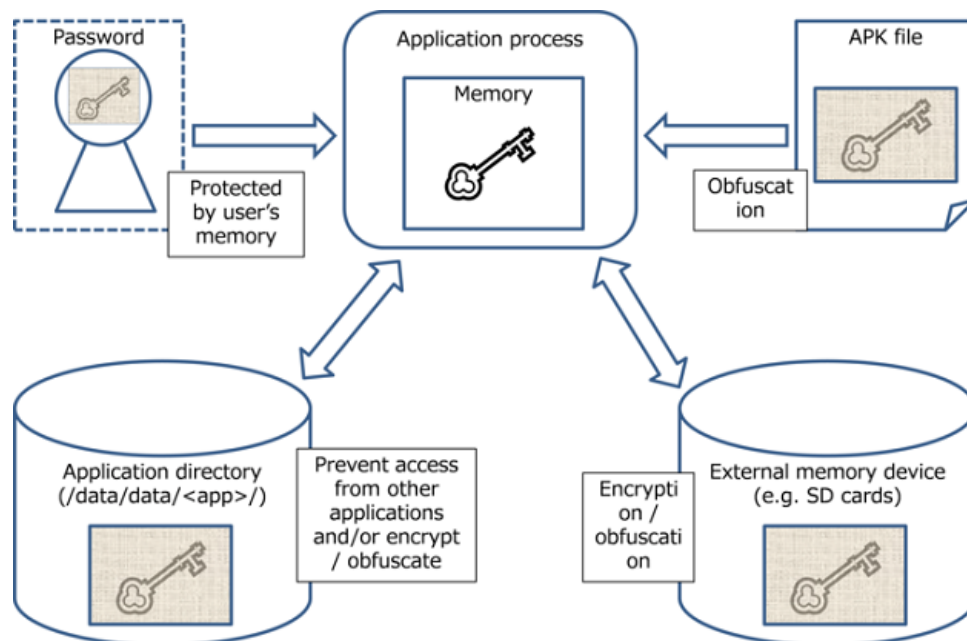 Password
Application process
Memory
APK file
Protected
by user's
memory
Obfuscat
ion
Application directory
(/data/data/<app>/)
Prevent access
from other
applications
and/or encrypt
/ obfuscate
Encrypti
on /
obfuscati
on
External memory device
(e.g. SD cards)